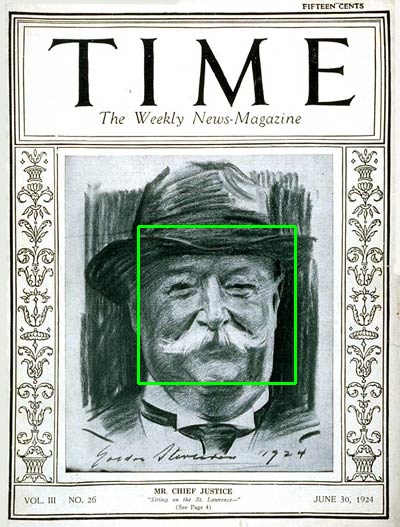 FIFTEEN CENTS
TIME
The Weekly News-Magazine
Gordon Stevenson 1924
MR. CHIEF JUSTICE
"Sitting on the St. Lawrence—"
(See Page 4)
VOL. III NO. 26
JUNE 30, 1924